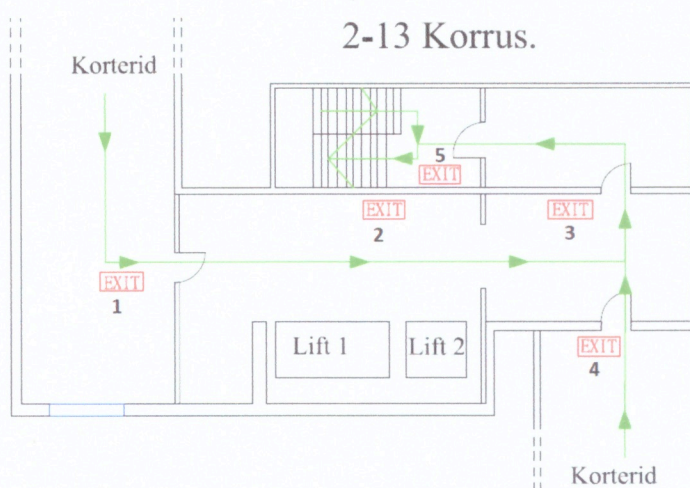 2-13 Korrus.
Korterid
5
EXIT
EXIT
2
EXIT
3
EXIT
1
Lift 1
Lift 2
EXIT
4
Korterid